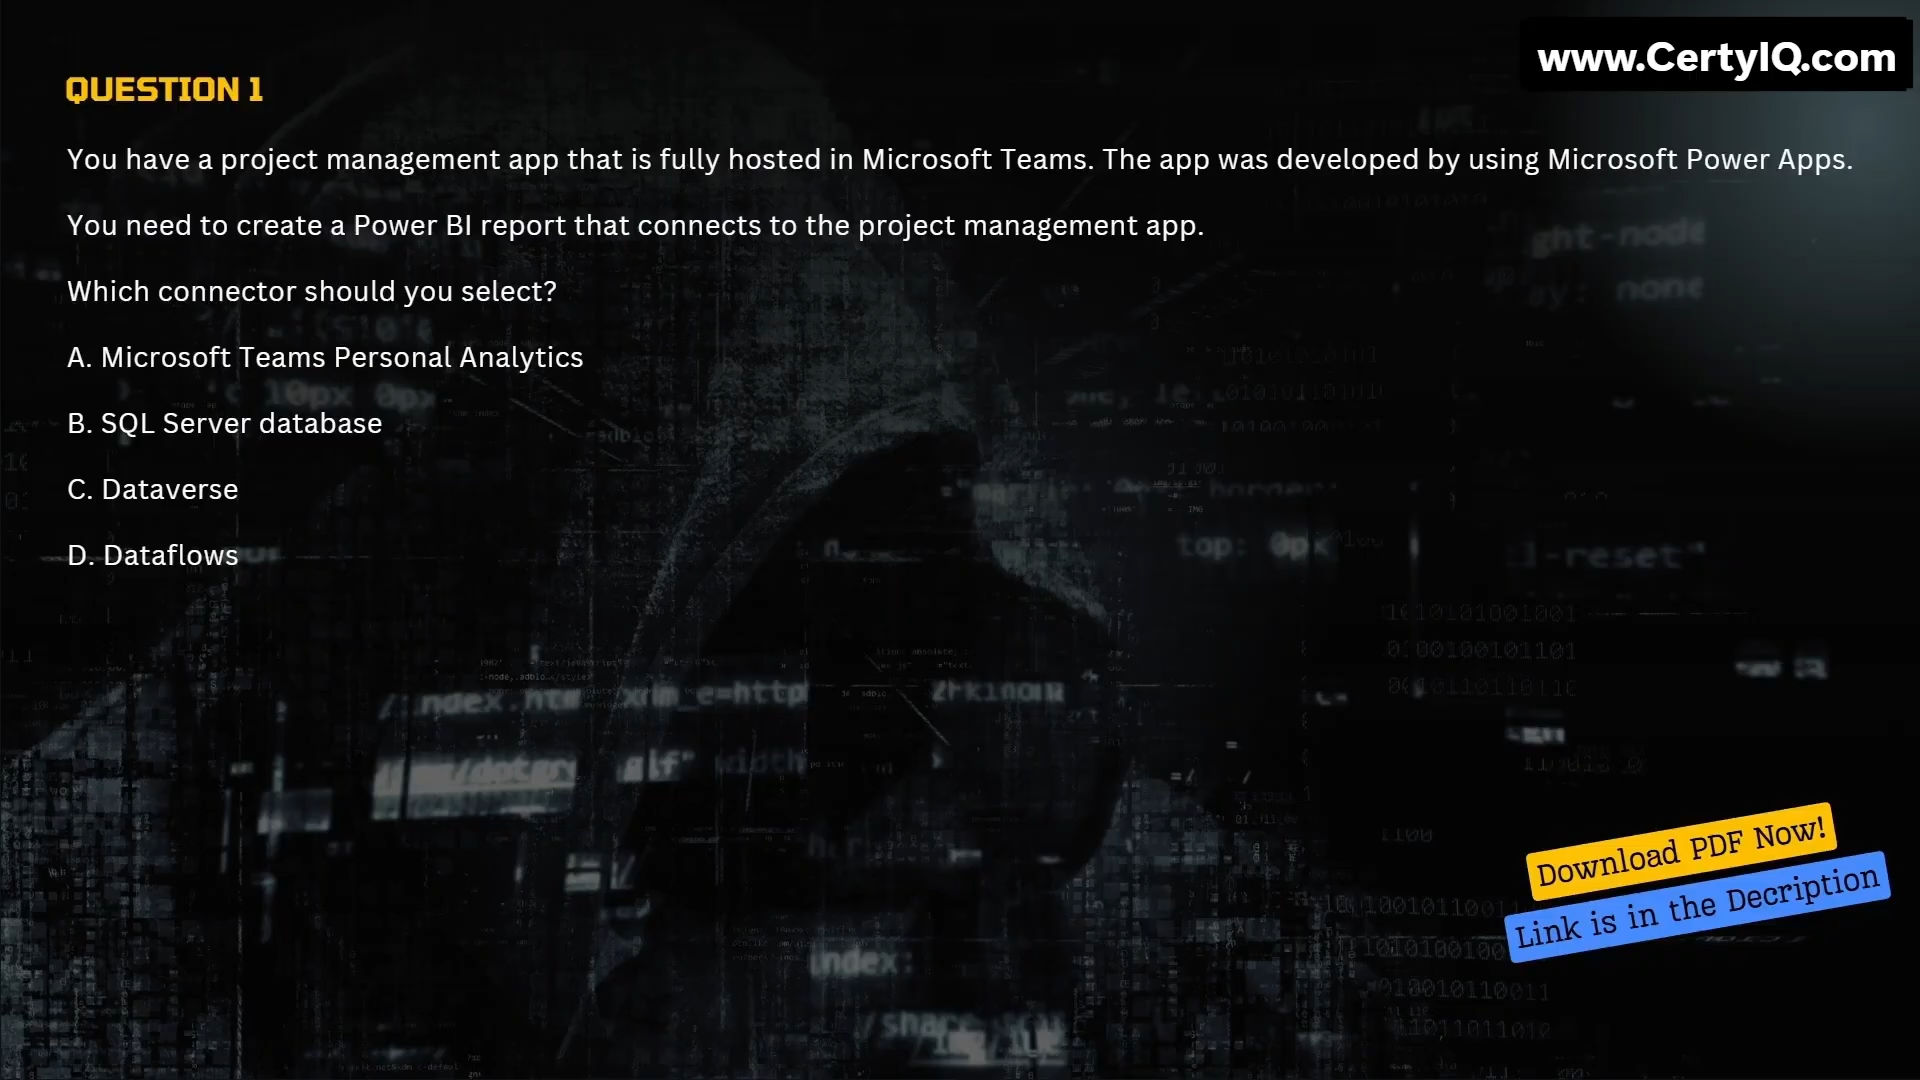 www.CertyIQ.com
QUESTION 1
You have a project management app that is fully hosted in Microsoft Teams. The app was developed by using Microsoft Power Apps.
You need to create a Power BI report that connects to the project management app.
Which connector should you select?
A. Microsoft Teams Personal Analytics
B. SQL Server database
C. Dataverse
D. Dataflows
Download PDF Now!
Link is in the Decription